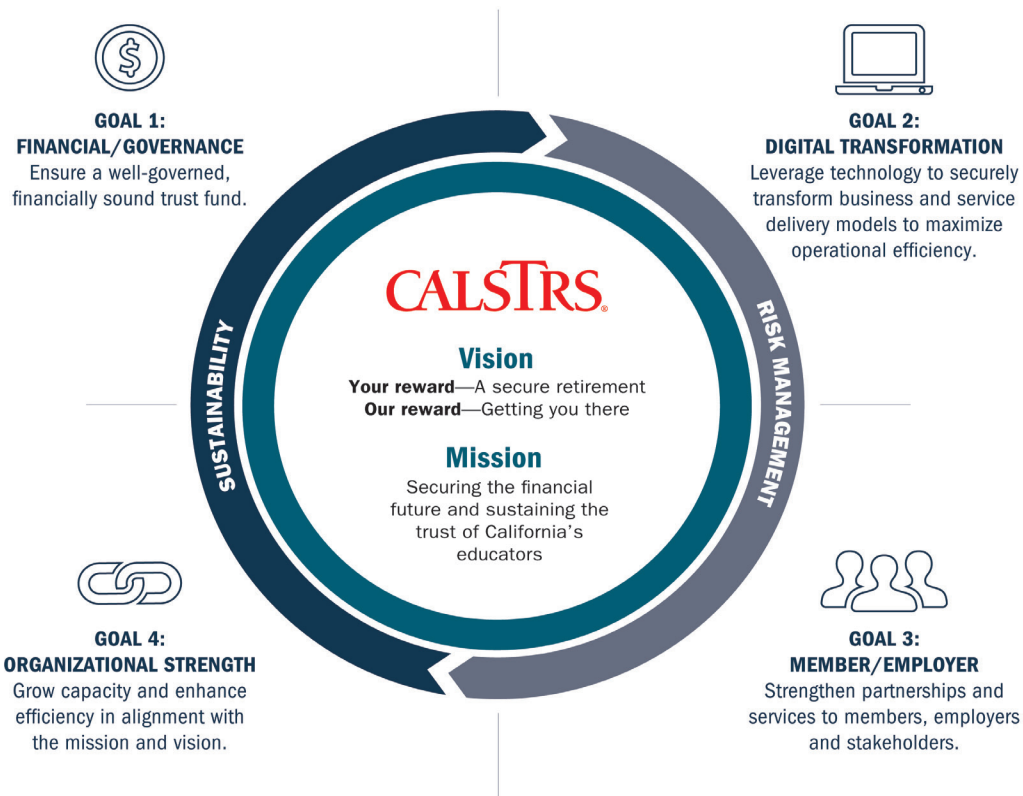 GOAL 1:
FINANCIAL/GOVERNANCE
Ensure a well-governed,
financially sound trust fund.
GOAL 2:
DIGITAL TRANSFORMATION
Leverage technology to securely
transform business and service
delivery models to maximize
operational efficiency.
SUSTAINABILITY
CALSTRS®
Vision
Your reward—A secure retirement
Our reward—Getting you there
Mission
Securing the financial
future and sustaining the
trust of California's
educators
RISK MANAGEMENT
GOAL 4:
ORGANIZATIONAL STRENGTH
Grow capacity and enhance
efficiency in alignment with
the mission and vision.
GOAL 3:
MEMBER/EMPLOYER
Strengthen partnerships and
services to members, employers
and stakeholders.